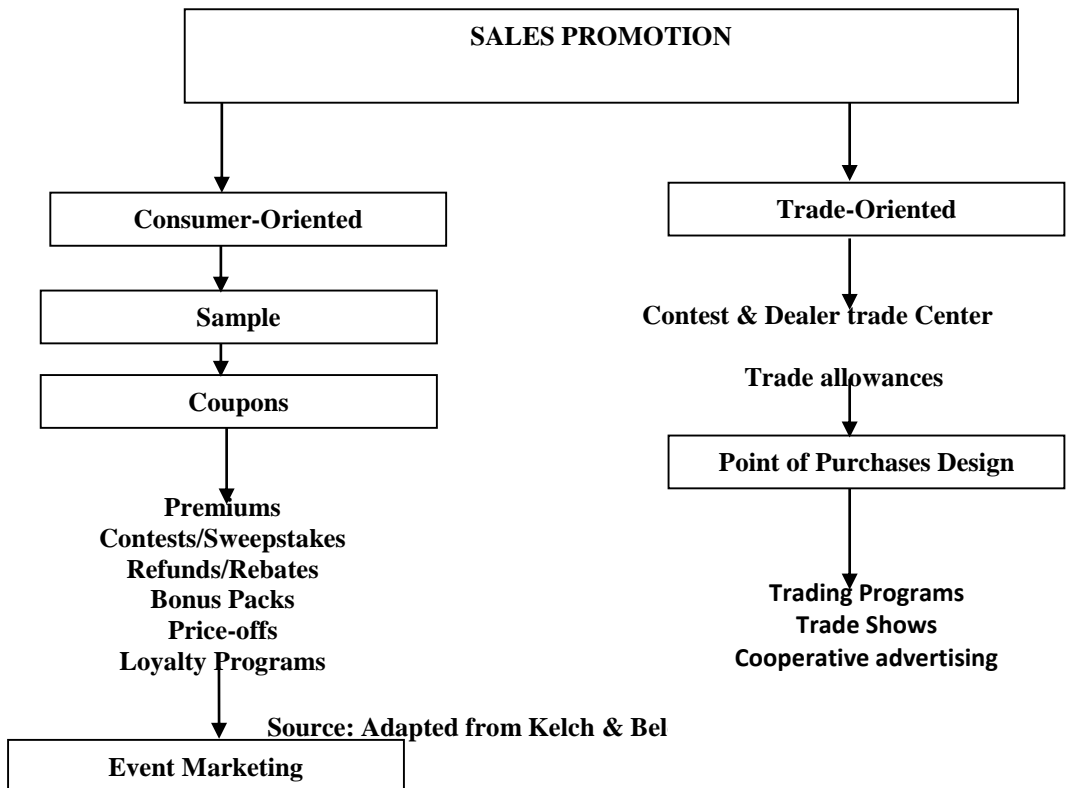 SALES PROMOTION
Consumer-Oriented
Sample
Coupons
Premiums
Contests/Sweepstakes
Refunds/Rebates
Bonus Packs
Price-offs
Loyalty Programs
Event Marketing
Trade-Oriented
Contest & Dealer trade Center
Trade allowances
Point of Purchases Design
Trading Programs
Trade Shows
Cooperative advertising
Source: Adapted from Kelch & Bel